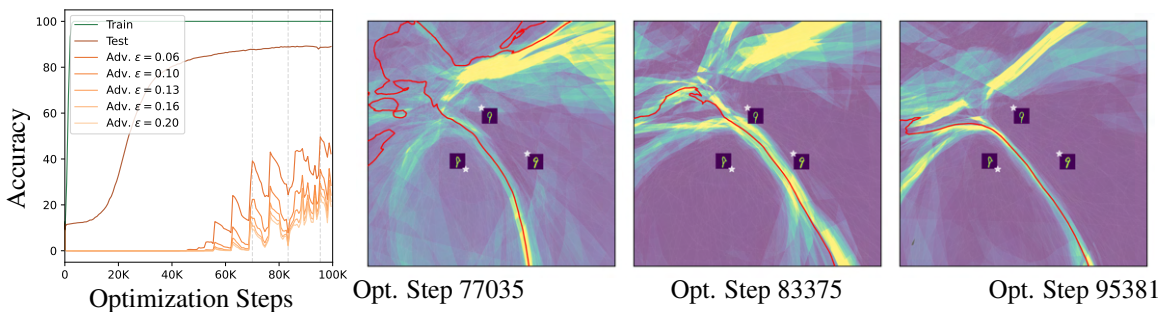 Accuracy
100
80
60
40
20
0
Train
Test
Adv. ε = 0.06
Adv. ε = 0.10
Adv. ε = 0.13
Adv. ε = 0.16
Adv. ε = 0.20
0 20K 40K 60K 80K 100K
Optimization Steps
Opt. Step 77035
Opt. Step 83375
Opt. Step 95381